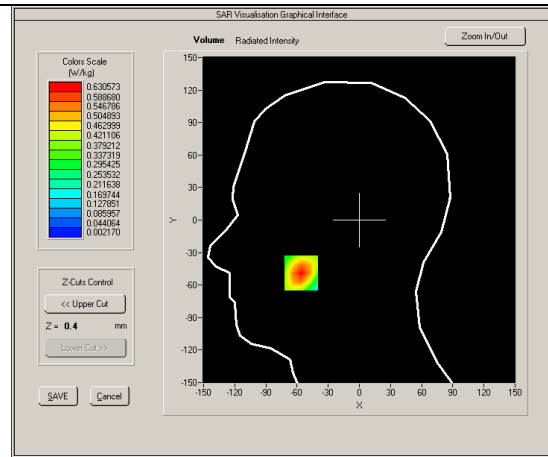 SAR Visualisation Graphical Interface
Volume Radiated Intensity
Zoom In/Out
Colors Scale
(W/kg)
0.630573
0.588680
0.546786
0.504893
0.462999
0.421106
0.379212
0.337319
0.295425
0.253532
0.211638
0.169744
0.127851
0.085957
0.044064
0.002170
Z-Cuts Control
<< Upper Cut
Z = 0.4 mm
Lower Cut >>
SAVE Cancel
150
120
90
60
30
0
-30
-60
-90
-120
-150
Y
-150 -120 -90 -60 -30 0 30 60 90 120 150
X